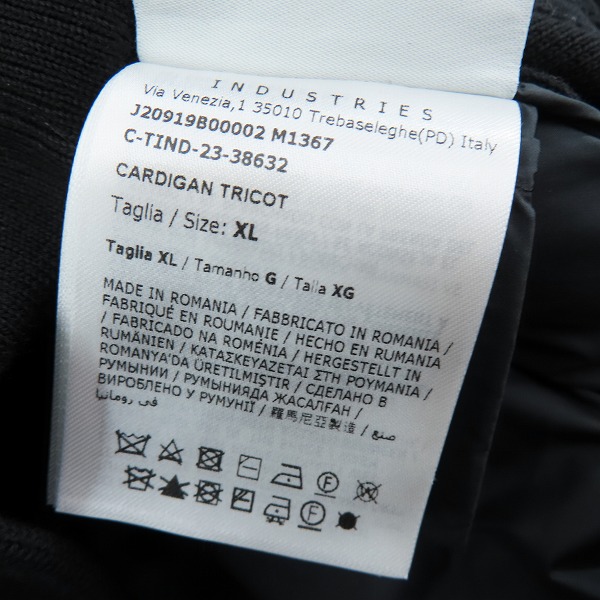 INDUSTRIES
Via Venezia,1 35010 Trebaseleghe(PD) Italy
J20919B00002 M1367
C-TIND-23-38632
CARDIGAN TRICOT
Taglia / Size: XL
Taglia XL / Tamanho G / Talla XG
MADE IN ROMANIA / FABBRICATO IN ROMANIA /
FABRIQUÉ EN ROUMANIE / HECHO EN RUMANIA
/ FABRICADO NA ROMÉNIA / HERGESTELLT IN
RUMÄNIEN / ΚΑΤΑΣΚΕΥΑΖΕΤΑΙ ΣΤΗ ΡΟΥΜΑΝΙΑ /
ROMANYA'DA ÜRETILMIŞTIR / СДЕЛАНО В
РУМЫНИИ / РУМЫНИЯДА ЖАСАЛҒАН /
ВИРОБЛЕНО У РУМУНІЇ / 羅馬尼亞製造 / صنع
في رومانيا